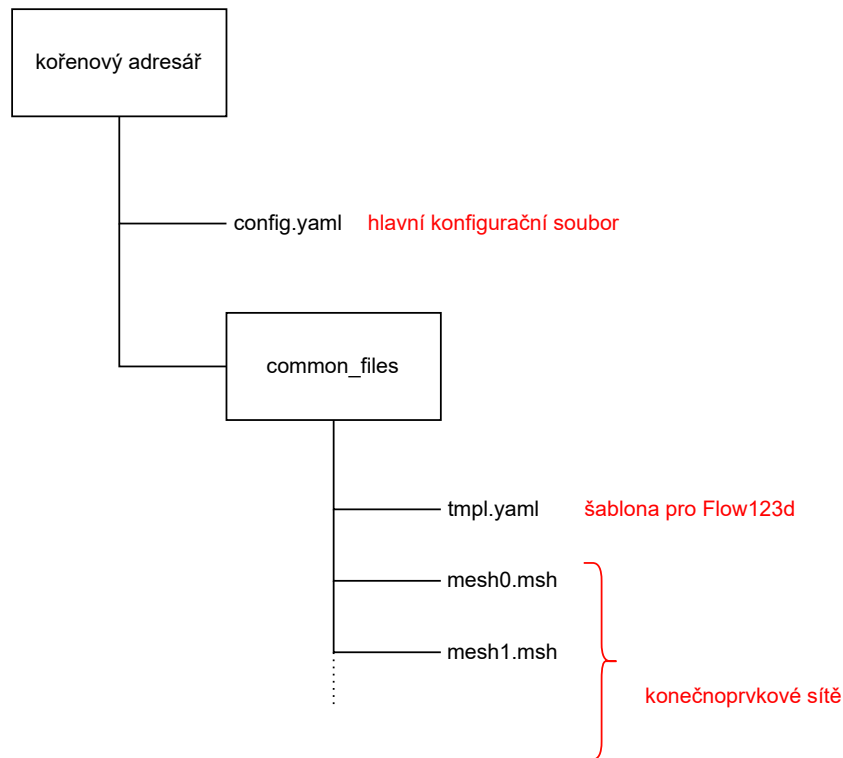 kořenový adresář
config.yaml hlavní konfigurační soubor
common_files
tmpl.yaml šablona pro Flow123d
mesh0.msh
mesh1.msh
konečnoprvkové sítě